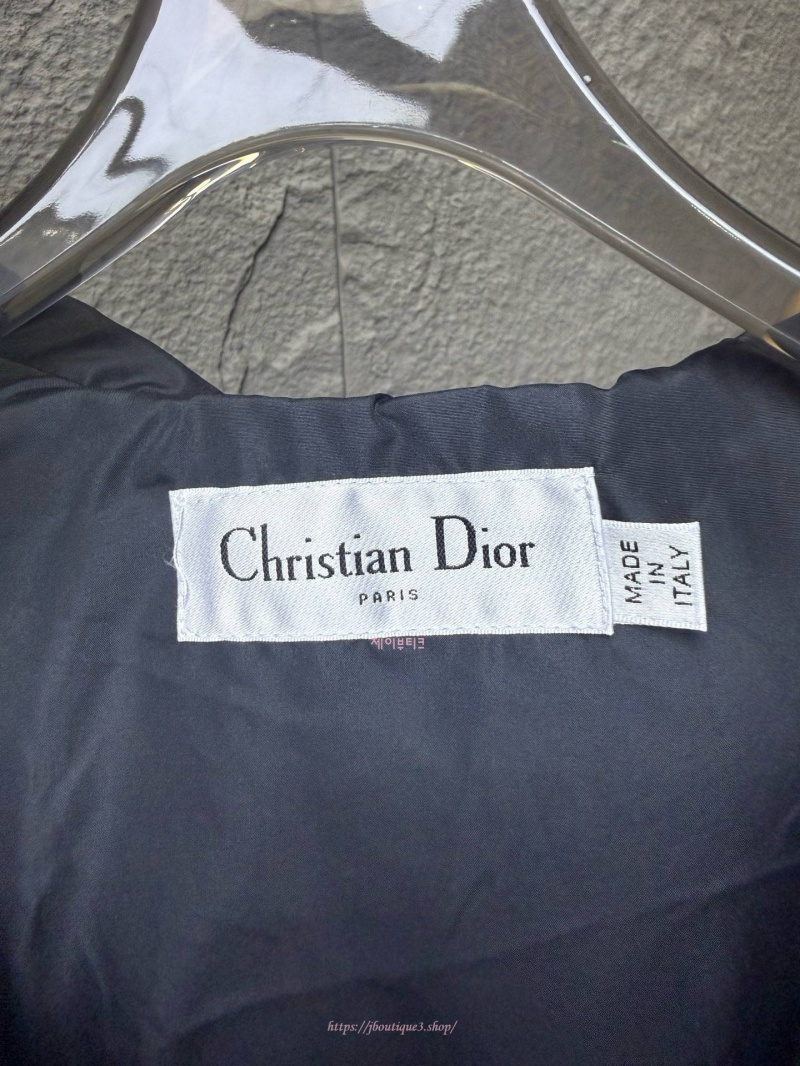 Christian Dior
PARIS
MADE
IN
ITALY
제이부티크
https://jboutique3.shop/